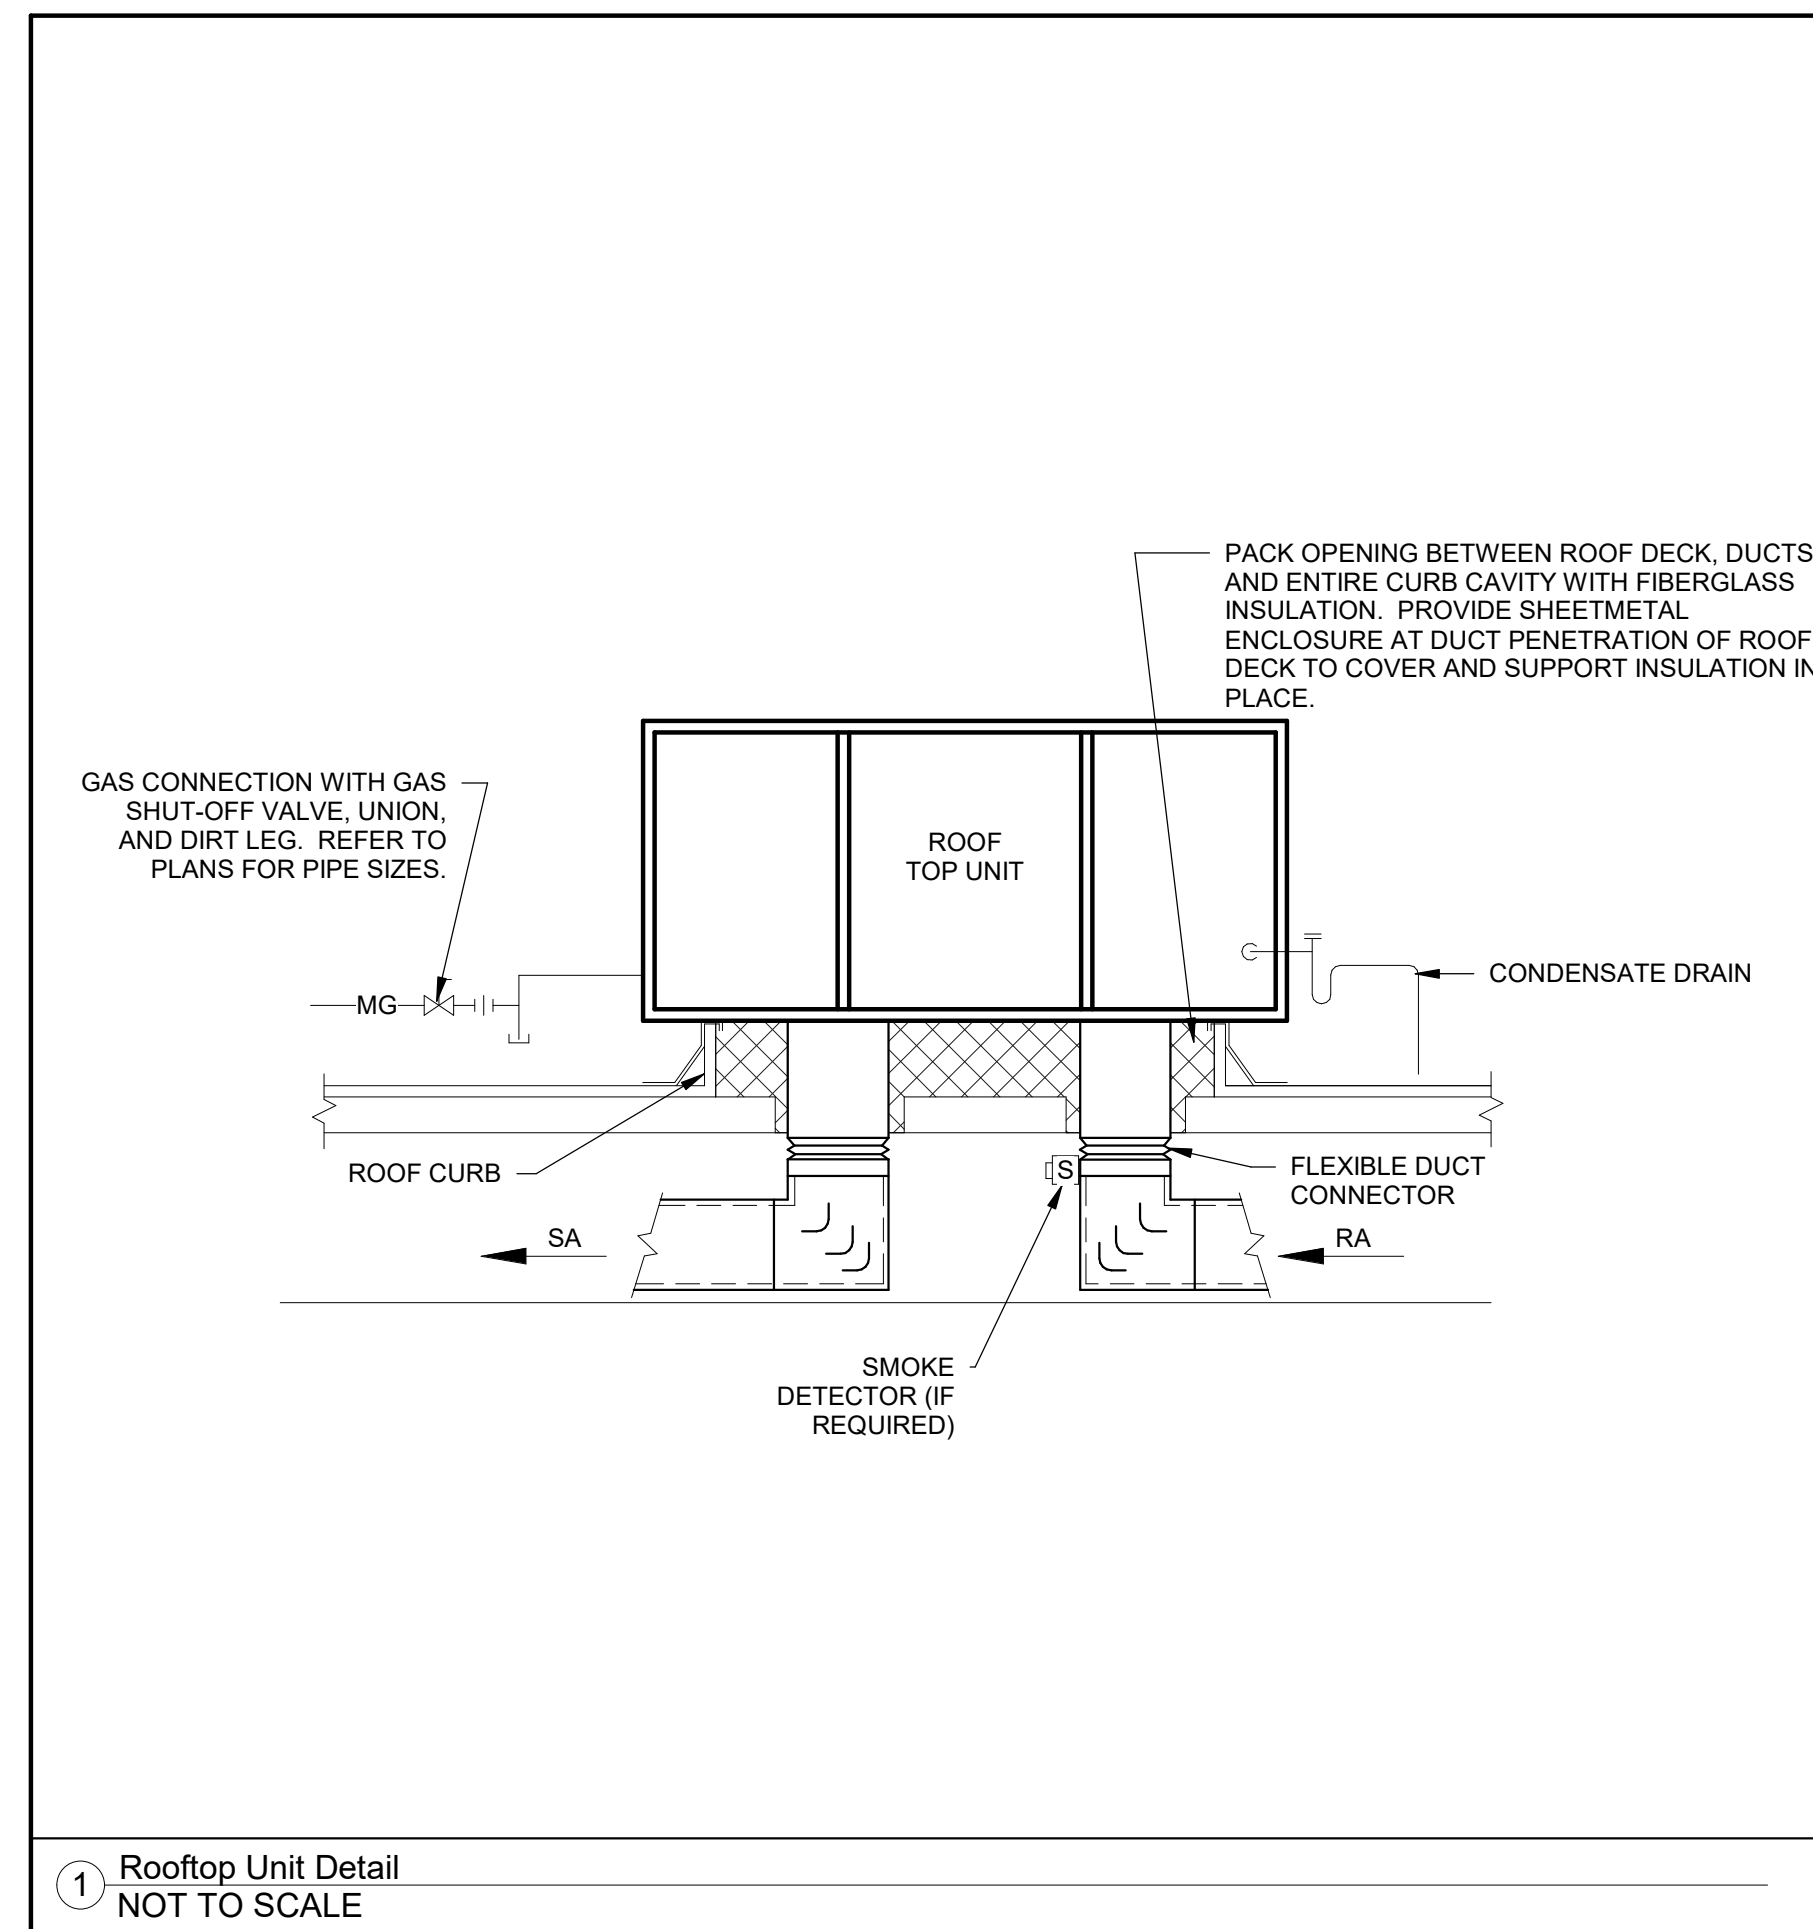 PACK OPENING BETWEEN ROOF DECK, DUCTS
AND ENTIRE CURB CAVITY WITH FIBERGLASS
INSULATION. PROVIDE SHEETMETAL
ENCLOSURE AT DUCT PENETRATION OF ROOF
DECK TO COVER AND SUPPORT INSULATION IN
PLACE.
GAS CONNECTION WITH GAS
SHUT-OFF VALVE, UNION,
AND DIRT LEG. REFER TO
PLANS FOR PIPE SIZES.
ROOF
TOP UNIT
MG
CONDENSATE DRAIN
ROOF CURB
S
FLEXIBLE DUCT
CONNECTOR
SA
RA
SMOKE
DETECTOR (IF
REQUIRED)
1
Rooftop Unit Detail
NOT TO SCALE